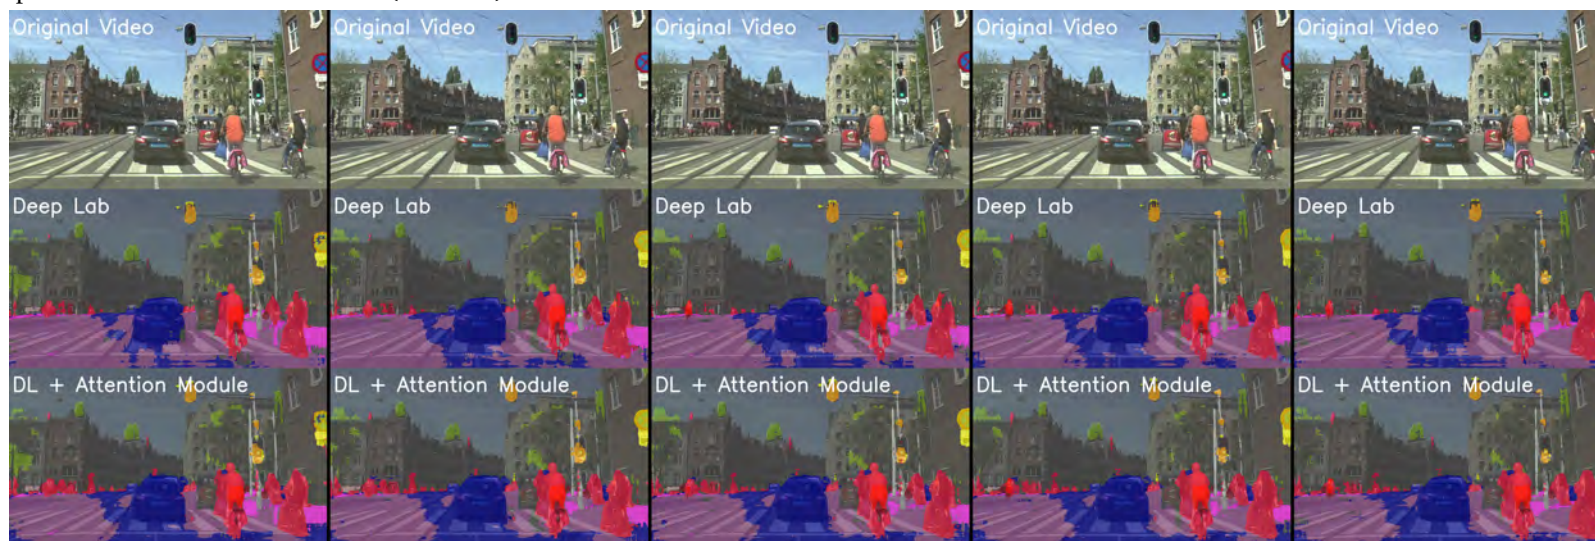 Original Video Original Video Original Video Original Video Original Video
Deep Lab Deep Lab Deep Lab Deep Lab Deep Lab
DL + Attention Module DL + Attention Module DL + Attention Module DL + Attention Module DL + Attention Module